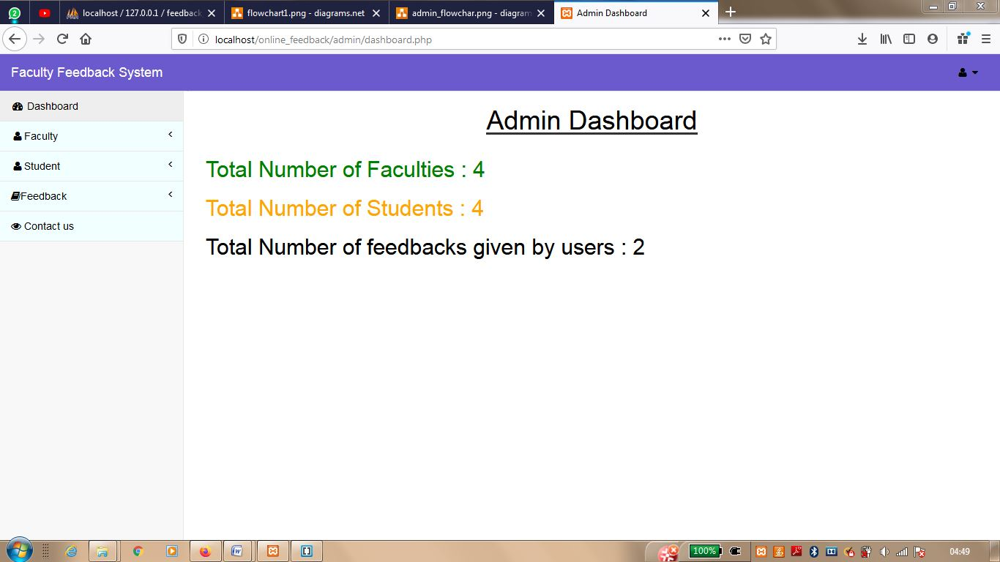 2
localhost / 127.0.0.1 / feedback
flowchart1.png - diagrams.net
admin_flowchar.png - diagram
Admin Dashboard
localhost/online_feedback/admin/dashboard.php
Faculty Feedback System
Dashboard
Faculty
Student
Feedback
Contact us
Admin Dashboard
Total Number of Faculties : 4
Total Number of Students : 4
Total Number of feedbacks given by users : 2
100%
04:49